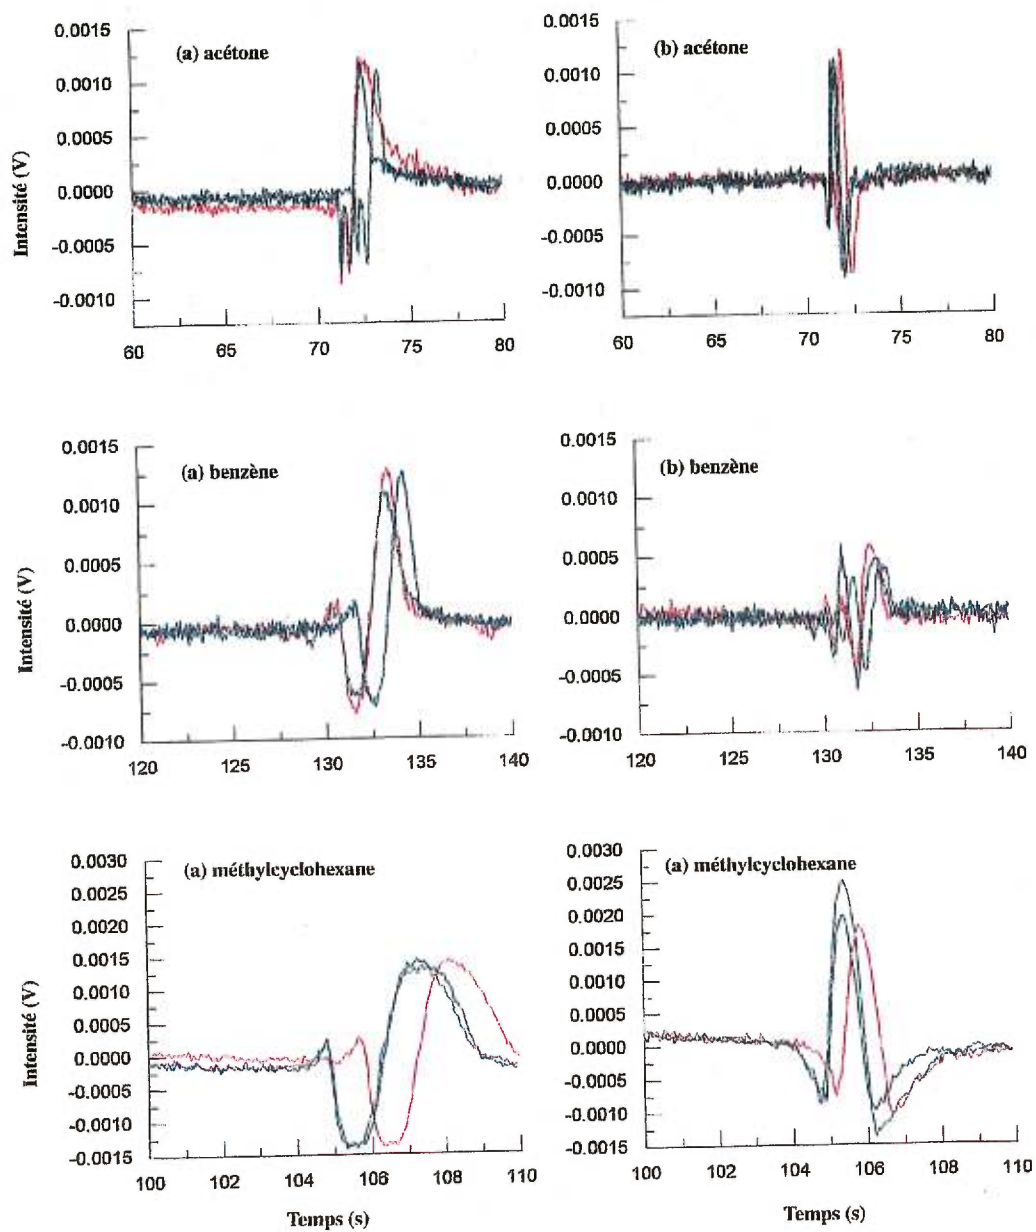 0.0015
(a) acétone
0.0010
0.0005
0.0000
-0.0005
-0.0010
60 65 70 75 80
Intensité (V)
0.0015
(b) acétone
0.0010
0.0005
0.0000
-0.0005
-0.0010
60 65 70 75 80
0.0015
(a) benzène
0.0010
0.0005
0.0000
-0.0005
-0.0010
120 125 130 135 140
Intensité (V)
0.0015
(b) benzène
0.0010
0.0005
0.0000
-0.0005
-0.0010
120 125 130 135 140
0.0030
(a) méthylcyclohexane
0.0025
0.0020
0.0015
0.0010
0.0005
0.0000
-0.0005
-0.0010
-0.0015
100 102 104 106 108 110
Intensité (V)
Temps (s)
0.0030
(a) méthylcyclohexane
0.0025
0.0020
0.0015
0.0010
0.0005
0.0000
-0.0005
-0.0010
-0.0015
100 102 104 106 108 110
Temps (s)